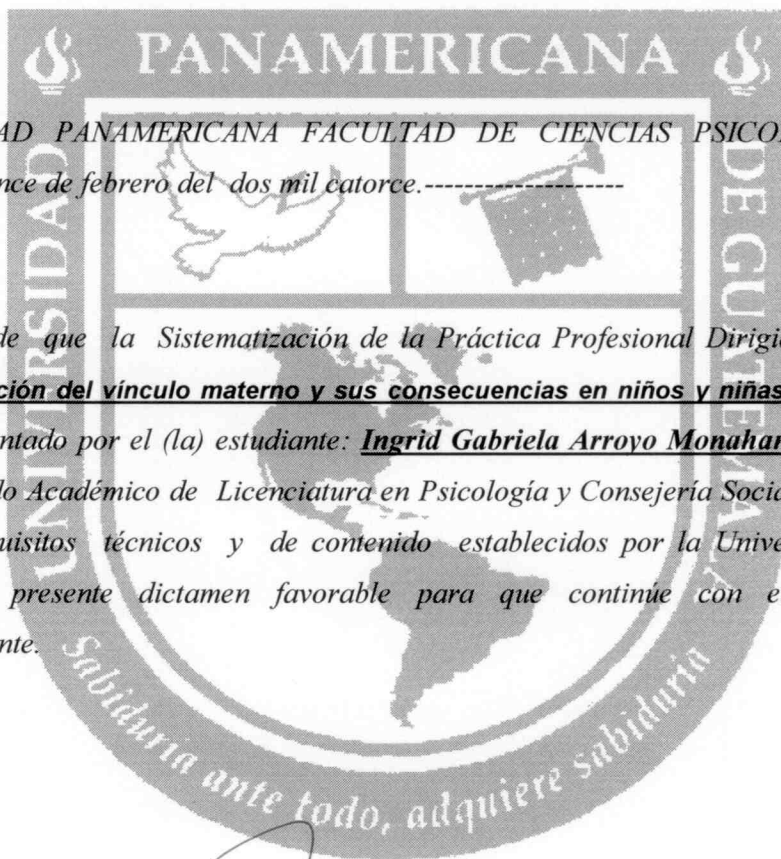 PANAMERICANA
UNIVERSIDAD
DE GUATEMALA
AD PANAMERICANA FACULTAD DE CIENCIAS PSICO
nce de febrero del dos mil catorce.--------------------
de que la Sistematización de la Práctica Profesional Dirigi
ción del vínculo materno y sus consecuencias en niños y niñas
ntado por el (la) estudiante: Ingrid Gabriela Arroyo Monahan
lo Académico de Licenciatura en Psicología y Consejería Socia
quisitos técnicos y de contenido establecidos por la Unive
presente dictamen favorable para que continúe con e
nte.
Sabiduría ante todo, adquiere sabiduría